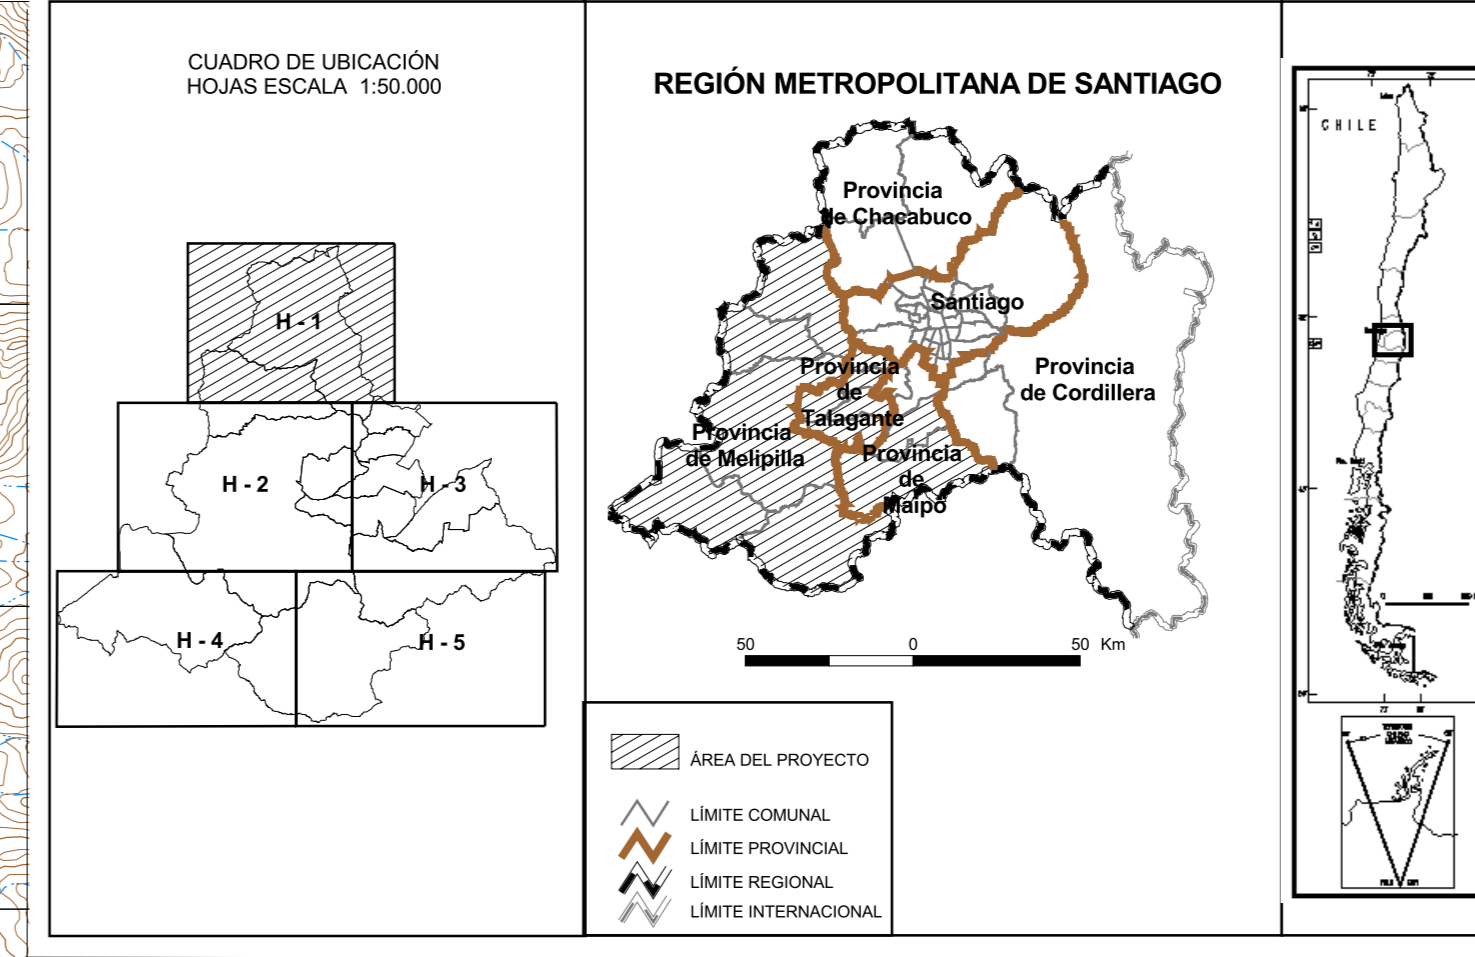 CUADRO DE UBICACIÓN
HOJAS ESCALA 1:50.000
H - 1
H - 2
H - 3
H - 4
H - 5
REGIÓN METROPOLITANA DE SANTIAGO
Provincia
de Chacabuco
Santiago
Provincia
de Cordillera
Provincia
de
Talagante
Provincia
de Melipilla
Provincia
de
Maipo
50
0
50 Km
ÁREA DEL PROYECTO
LÍMITE COMUNAL
LÍMITE PROVINCIAL
LÍMITE REGIONAL
LÍMITE INTERNACIONAL
CHILE